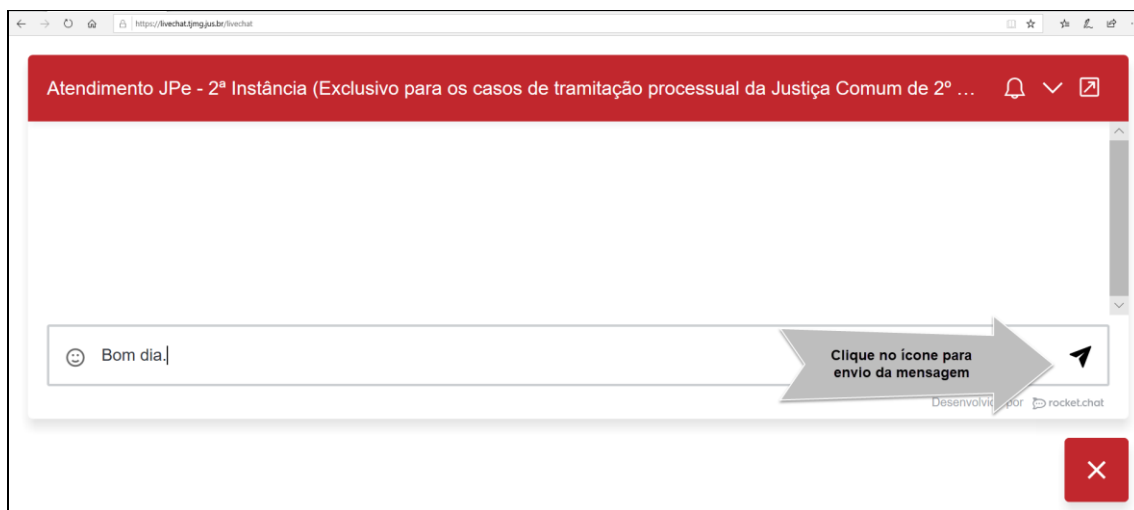 https://livechat.tjmg.jus.br/livechat
Atendimento JPe - 2ª Instância (Exclusivo para os casos de tramitação processual da Justiça Comum de 2º ...
Bom dia.
Clique no ícone para
envio da mensagem
Desenvolvido por rocket.chat